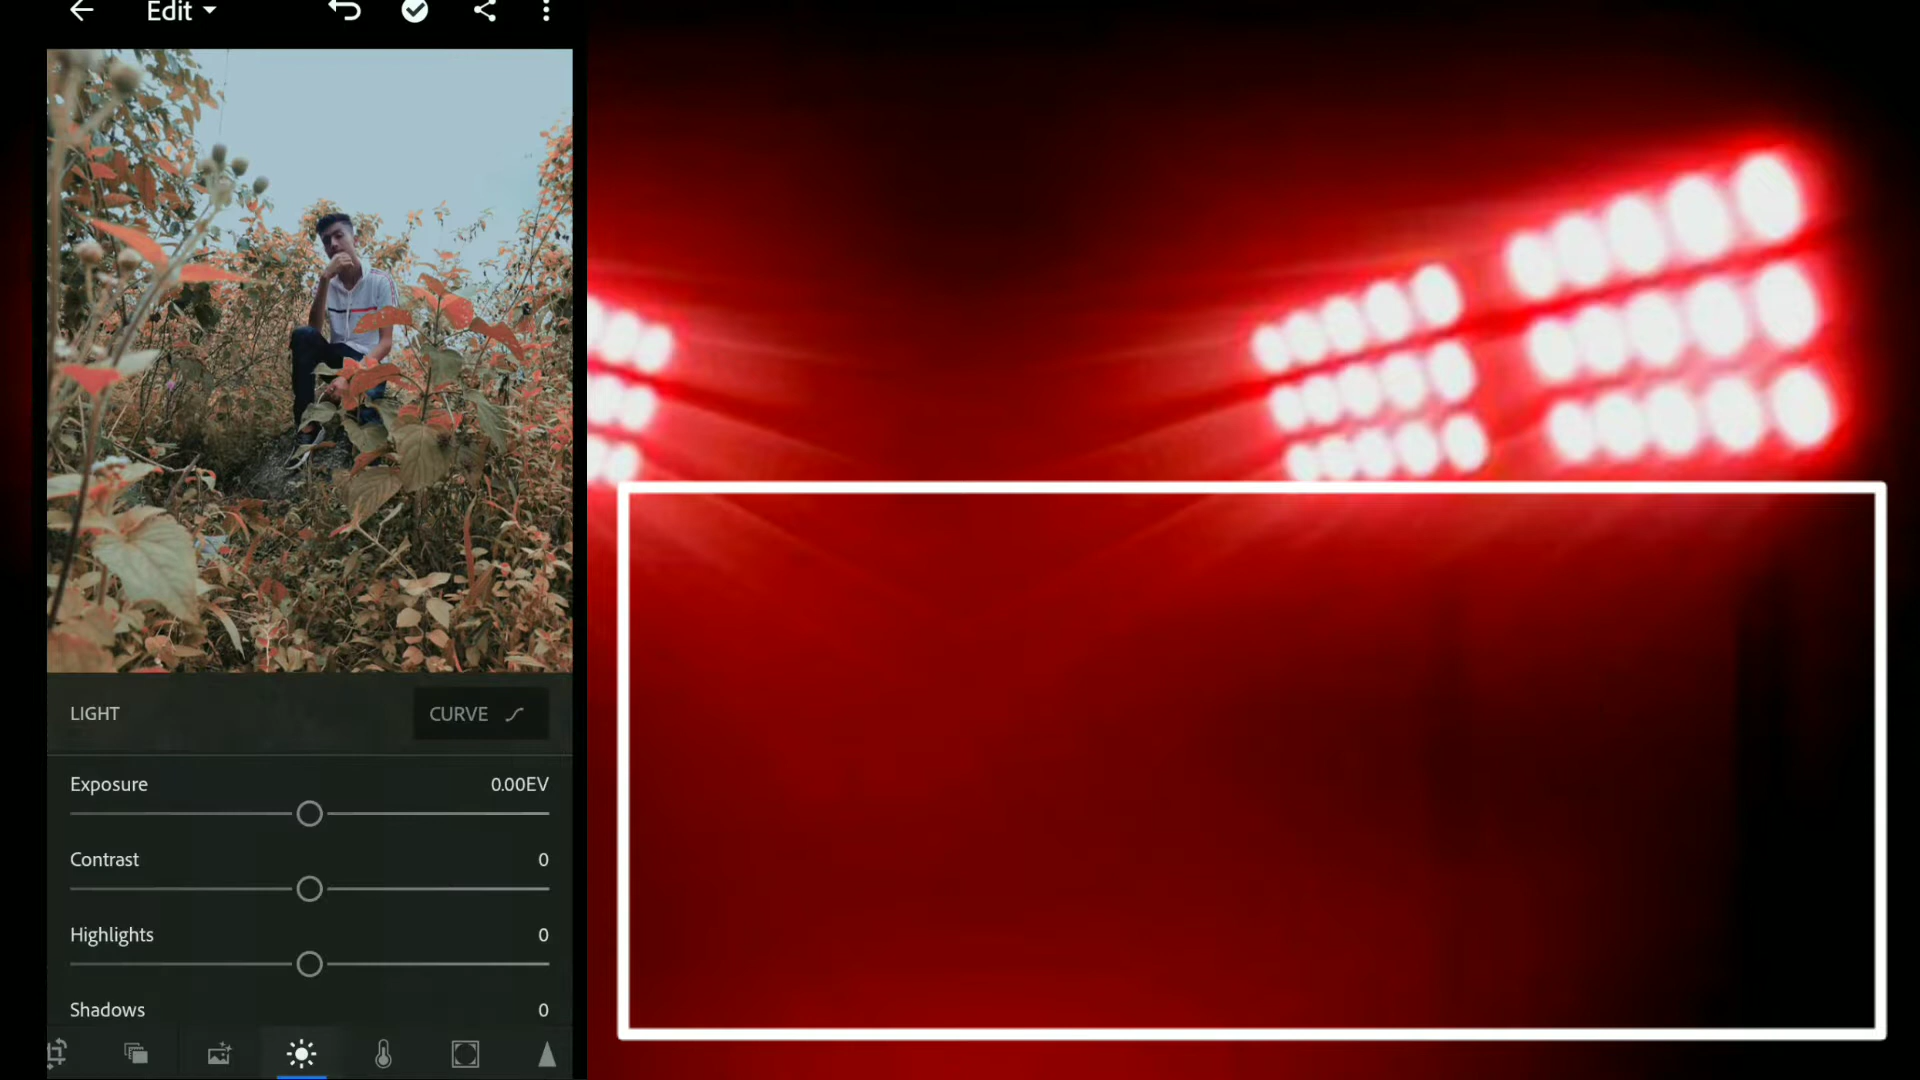 Edit
LIGHT
CURVE
Exposure 0.00EV
Contrast 0
Highlights 0
Shadows 0